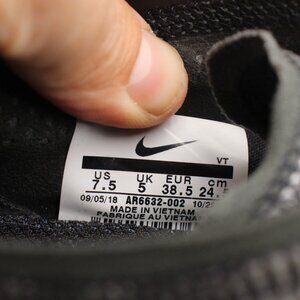 VT
US UK EUR cm
7.5 5 38.5 24.
09/05/18 AR6632-002 10/2
MADE IN VIETNAM
FABRIQUE AU VIETNAM